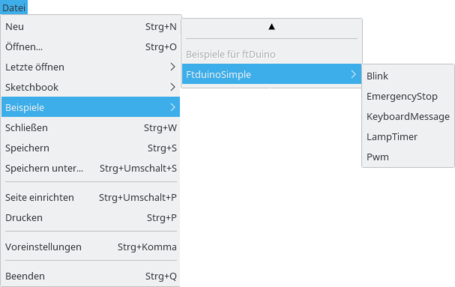 Datei
Neu Strg+N
Öffnen... Strg+O
Letzte öffnen
Sketchbook
Beispiele
Schließen Strg+W
Speichern Strg+S
Speichern unter... Strg+Umschalt+S
Seite einrichten Strg+Umschalt+P
Drucken Strg+P
Voreinstellungen Strg+Komma
Beenden Strg+Q
Beispiele für ftDuino
FtduinoSimple
Blink
EmergencyStop
KeyboardMessage
LampTimer
Pwm